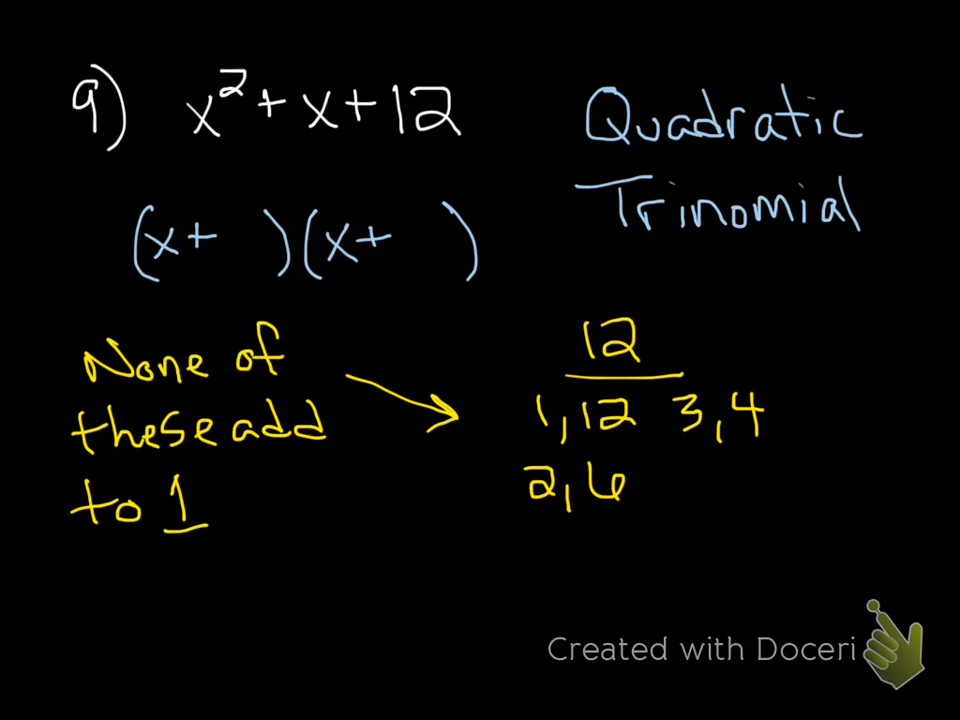 9) x² + x + 12
Quadratic
Trinomial
(x+ )(x+ )
None of
these add
to 1
12
1,12 3,4
2,6
Created with Doceri